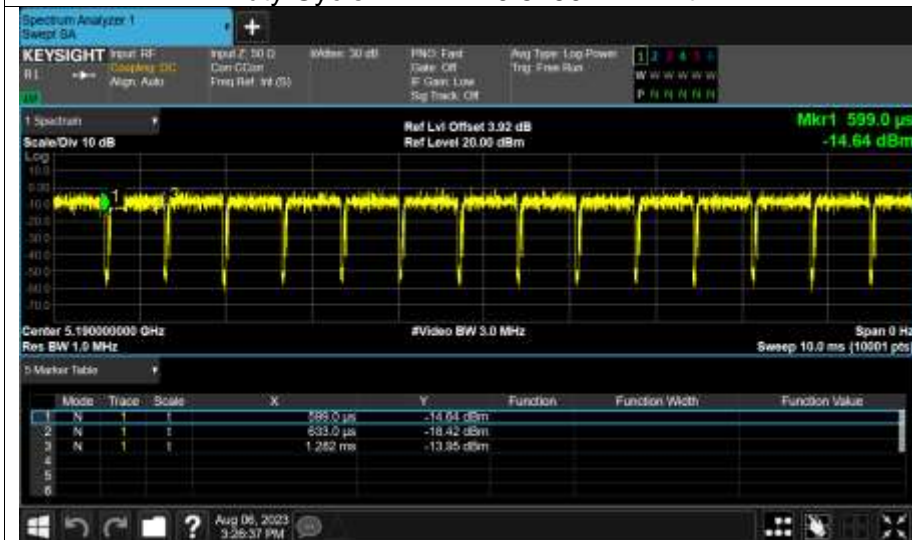 Spectrum Analyzer 1
Swept SA
+
KEYSIGHT Input: RF
R L
Coupling: DC
Align: Auto
Input Z: 50 Ω
Corr CCorr
Freq Ref: Int (S)
#Atten: 30 dB
PNO: Fast
Gate: Off
IF Gain: Low
Sig Track: Off
Avg Type: Log-Power
Trig: Free Run
1 2 3 4 5 6
W W W W W W
P N N N N N
1 Spectrum
Scale/Div 10 dB
Ref Lvl Offset 3.92 dB
Ref Level 20.00 dBm
Mkr1 599.0 µs
-14.64 dBm
Log
10.0
0.00
-10.0
-20.0
-30.0
-40.0
-50.0
-60.0
-70.0
1
3
Center 5.190000000 GHz
Res BW 1.0 MHz
#Video BW 3.0 MHz
Span 0 Hz
Sweep 10.0 ms (10001 pts)
5 Marker Table
Mode Trace Scale X Y Function Function Width Function Value
1 N 1 t 599.0 µs -14.64 dBm
2 N 1 t 633.0 µs -18.42 dBm
3 N 1 t 1.282 ms -13.95 dBm
4
5
6
?
Aug 06, 2023
3:26:37 PM